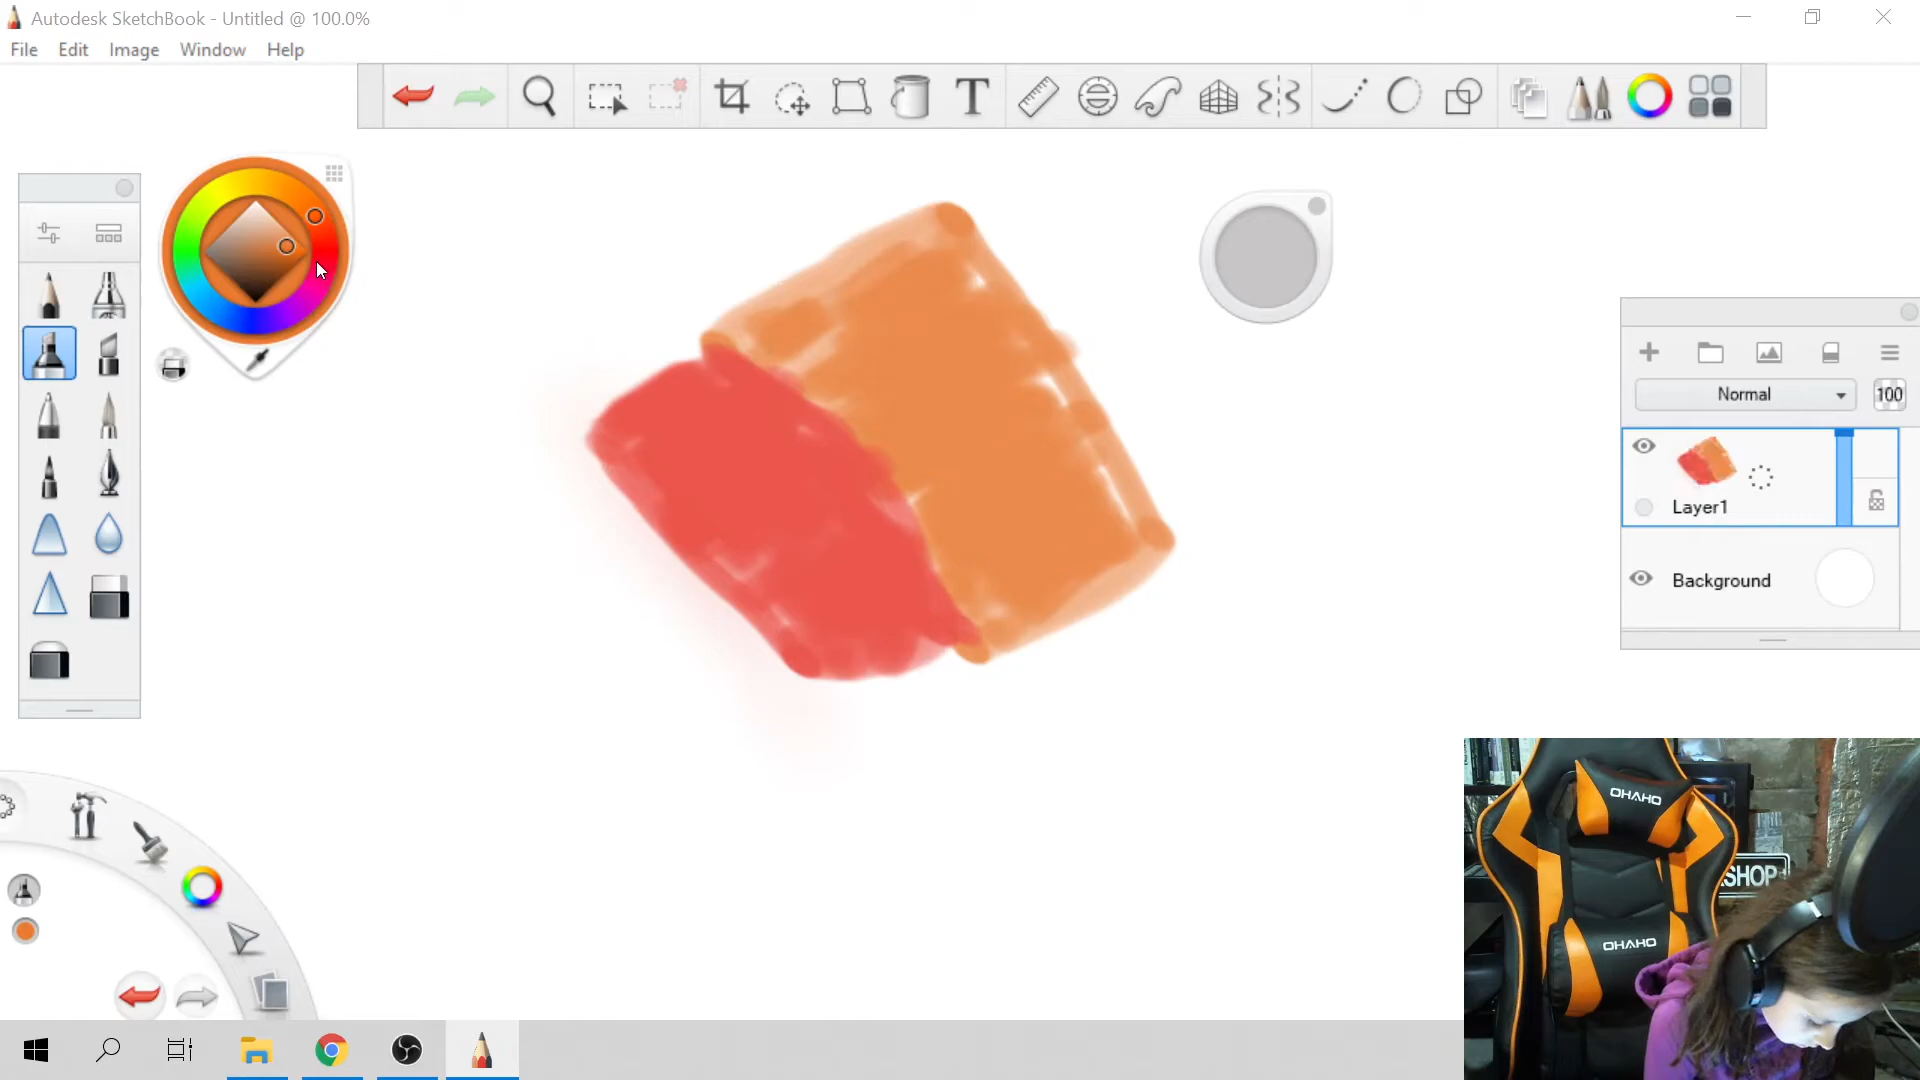 Autodesk SketchBook - Untitled @ 100.0%
File Edit Image Window Help
T
Normal 100
Layer1
Background
OHAHO
SHOP
OHAHO